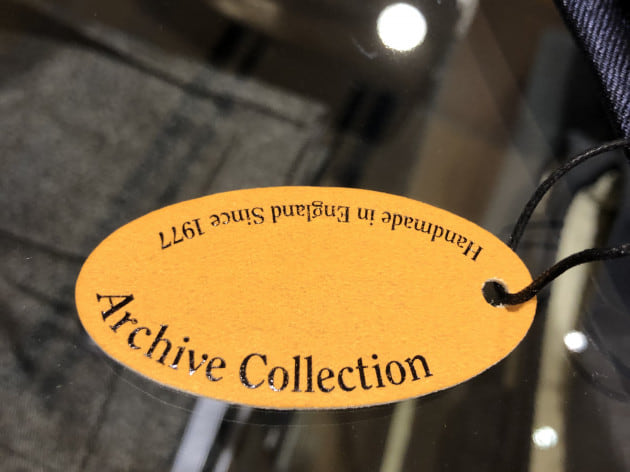 Handmade in England Since 1977
Archive Collection